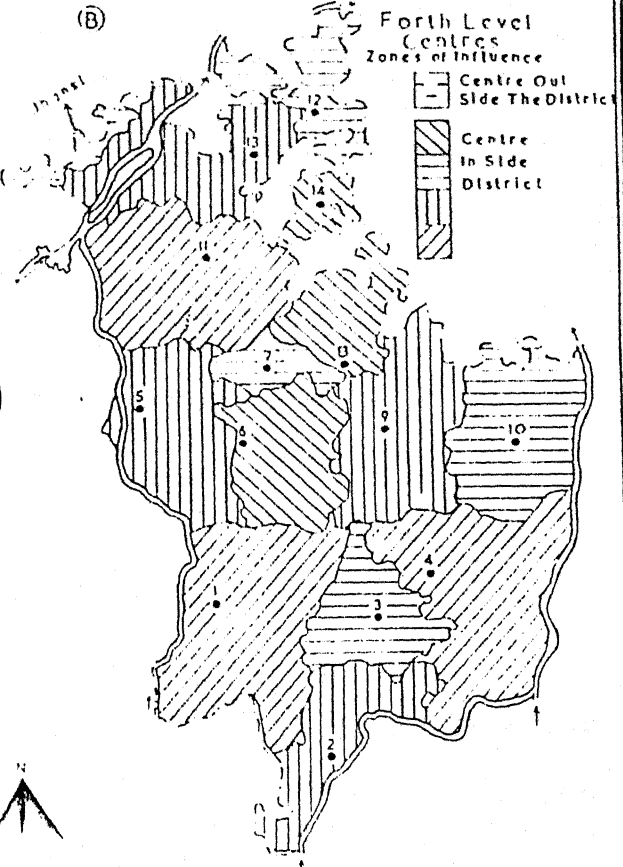 (B)
Forth Level
Centres
Zones of Influence
Centre Out
Side The District
Centre
In Side
District
12
13
14
11
7
13
5
9
6
10
4
1
3
2
N